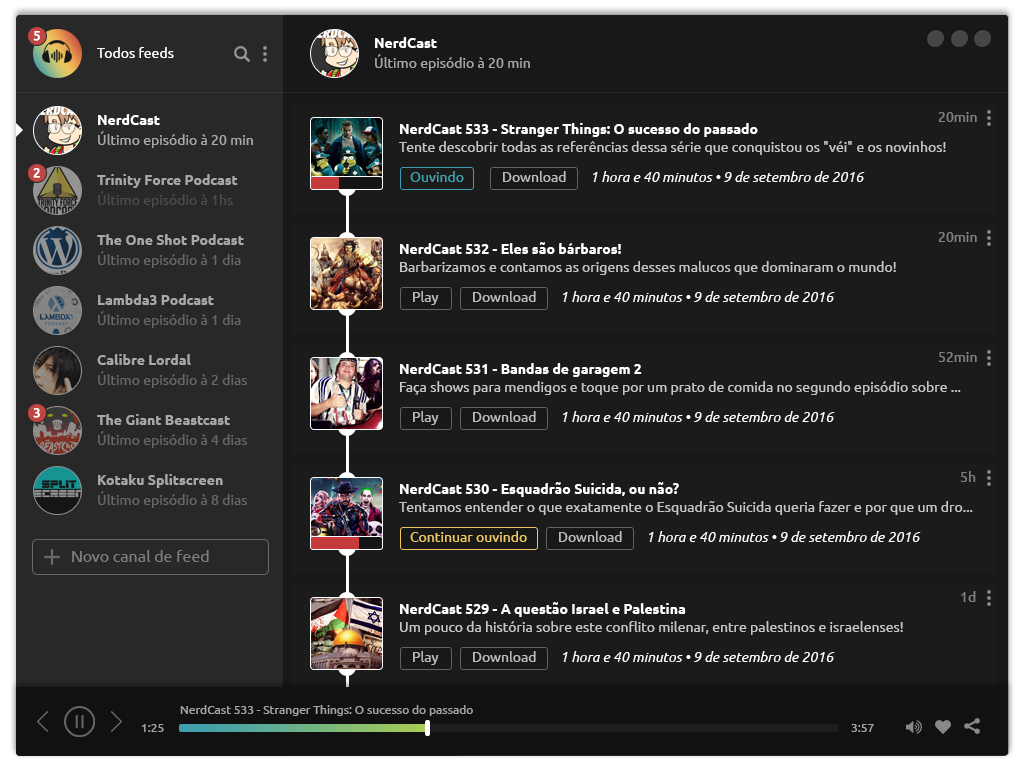 5
Todos feeds
NerdCast
Último episódio à 20 min
NerdCast
Último episódio à 20 min
2
Trinity Force Podcast
Último episódio à 1hs
TRINITY FORCE
The One Shot Podcast
Último episódio à 1 dia
Lambda3 Podcast
Último episódio à 1 dia
LAMBDA3
PODCAST
Calibre Lordal
Último episódio à 2 dias
3
The Giant Beastcast
Último episódio à 4 dias
BEASTCAST
Kotaku Splitscreen
Último episódio à 8 dias
SPLIT
SCREEN
Novo canal de feed
20min
NerdCast 533 - Stranger Things: O sucesso do passado
Tente descobrir todas as referências dessa série que conquistou os "véi" e os novinhos!
Ouvindo
Download
1 hora e 40 minutos • 9 de setembro de 2016
20min
NerdCast 532 - Eles são bárbaros!
Barbarizamos e contamos as origens desses malucos que dominaram o mundo!
Play
Download
1 hora e 40 minutos • 9 de setembro de 2016
52min
NerdCast 531 - Bandas de garagem 2
Faça shows para mendigos e toque por um prato de comida no segundo episódio sobre ...
Play
Download
1 hora e 40 minutos • 9 de setembro de 2016
5h
NerdCast 530 - Esquadrão Suicida, ou não?
Tentamos entender o que exatamente o Esquadrão Suicida queria fazer e por que um dro...
Continuar ouvindo
Download
1 hora e 40 minutos • 9 de setembro de 2016
1d
NerdCast 529 - A questão Israel e Palestina
Um pouco da história sobre este conflito milenar, entre palestinos e israelenses!
Play
Download
1 hora e 40 minutos • 9 de setembro de 2016
NerdCast 533 - Stranger Things: O sucesso do passado
1:25
3:57